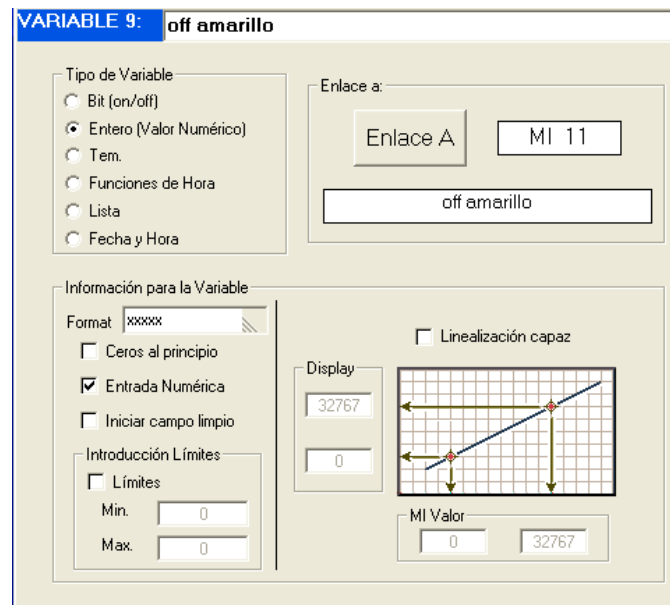 VARIABLE 9: off amarillo
Tipo de Variable
Bit (on/off)
Entero (Valor Numérico)
Tem.
Funciones de Hora
Lista
Fecha y Hora
Enlace a:
Enlace A MI 11
off amarillo
Información para la Variable
Format xxxxx
Ceros al principio
Entrada Numérica
Iniciar campo limpio
Introducción Límites
Límites
Min. 0
Max. 0
Linealización capaz
Display
32767
0
MI Valor
0 32767